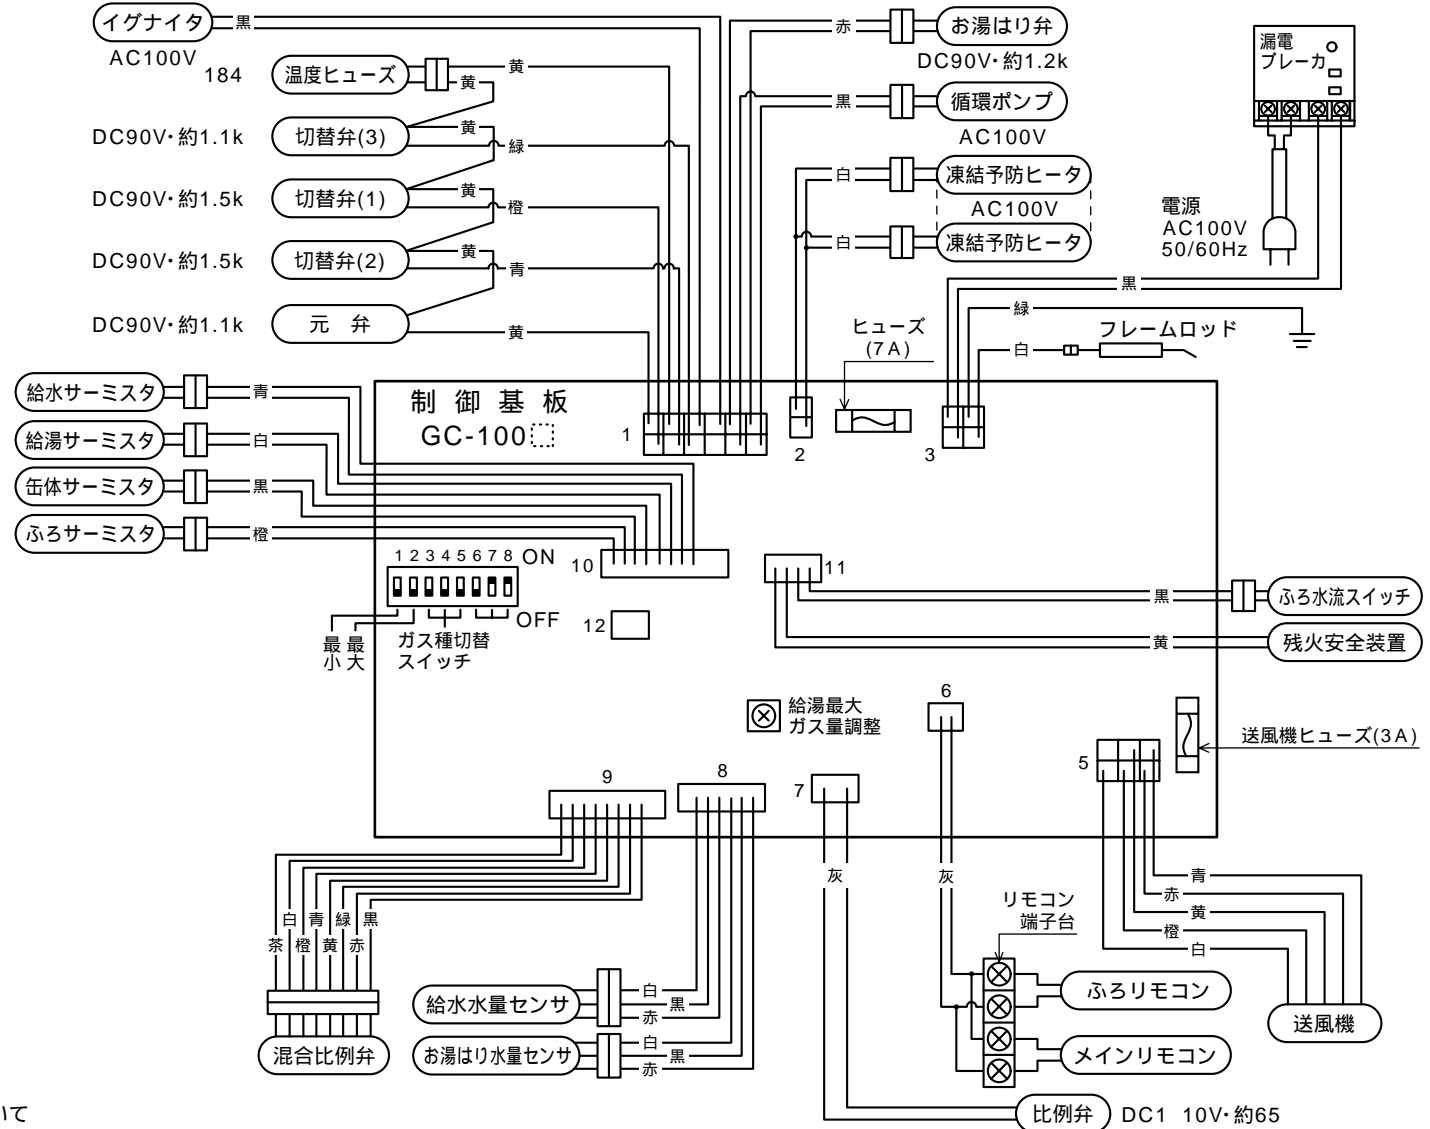 イグナイタ
黒
AC100V
184
温度ヒューズ
黄
黄
DC90V・約1.1k
切替弁(3)
黄
緑
DC90V・約1.5k
切替弁(1)
黄
橙
DC90V・約1.5k
切替弁(2)
黄
青
DC90V・約1.1k
元 弁
黄
赤
お湯はり弁
DC90V・約1.2k
黒
循環ポンプ
AC100V
白
凍結予防ヒータ
AC100V
白
凍結予防ヒータ
漏電
ブレーカ
電源
AC100V
50/60Hz
黒
緑
白
フレームロッド
ヒューズ
(7A)
給水サーミスタ
青
給湯サーミスタ
白
缶体サーミスタ
黒
ふろサーミスタ
橙
制御基板
GC-100
1
2
3
1 2 3 4 5 6 7 8 ON
OFF
最小
最大
ガス種切替
スイッチ
10
12
11
黒
ふろ水流スイッチ
黄
残火安全装置
給湯最大
ガス量調整
6
5
送風機ヒューズ(3A)
9
8
7
茶
白
橙
青
黄
緑
赤
黒
混合比例弁
給水水量センサ
白
黒
赤
お湯はり水量センサ
白
黒
赤
灰
灰
リモコン
端子台
ふろリモコン
メインリモコン
青
赤
黄
橙
白
送風機
比例弁
DC1 10V・約65
いて